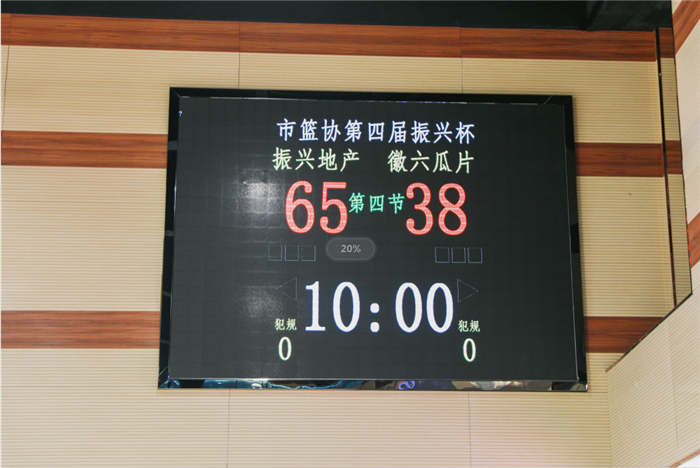 市篮协第四届振兴杯
振兴地产 徽六瓜片
65 第四节 38
20%
10:00
犯规 犯规
0 0